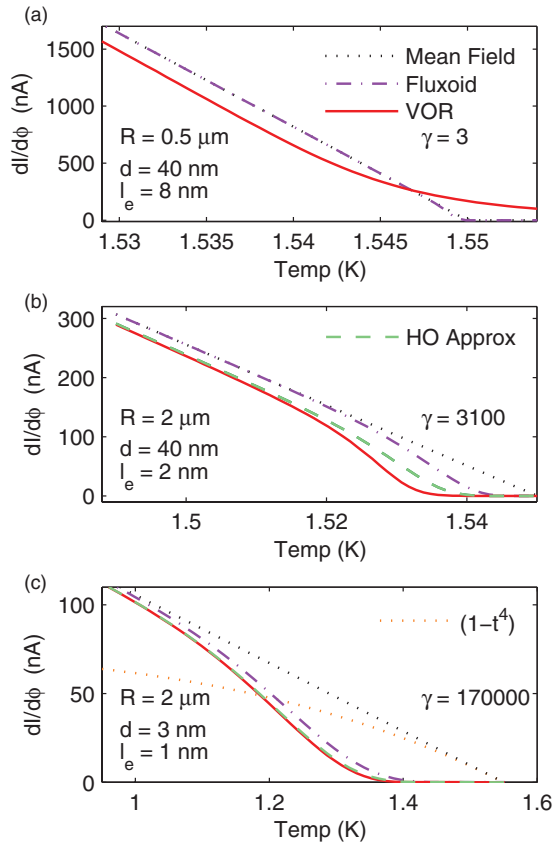 (a)
dI/dϕ (nA)
1500
1000
500
0
Mean Field
Fluxoid
VOR
R = 0.5 μm
d = 40 nm
l_e = 8 nm
γ = 3
1.53 1.535 1.54 1.545 1.55
Temp (K)
(b)
dI/dϕ (nA)
300
200
100
0
HO Approx
R = 2 μm
d = 40 nm
l_e = 2 nm
γ = 3100
1.5 1.52 1.54
Temp (K)
(c)
dI/dϕ (nA)
100
50
0
(1−t⁴)
R = 2 μm
d = 3 nm
l_e = 1 nm
γ = 170000
1 1.2 1.4 1.6
Temp (K)